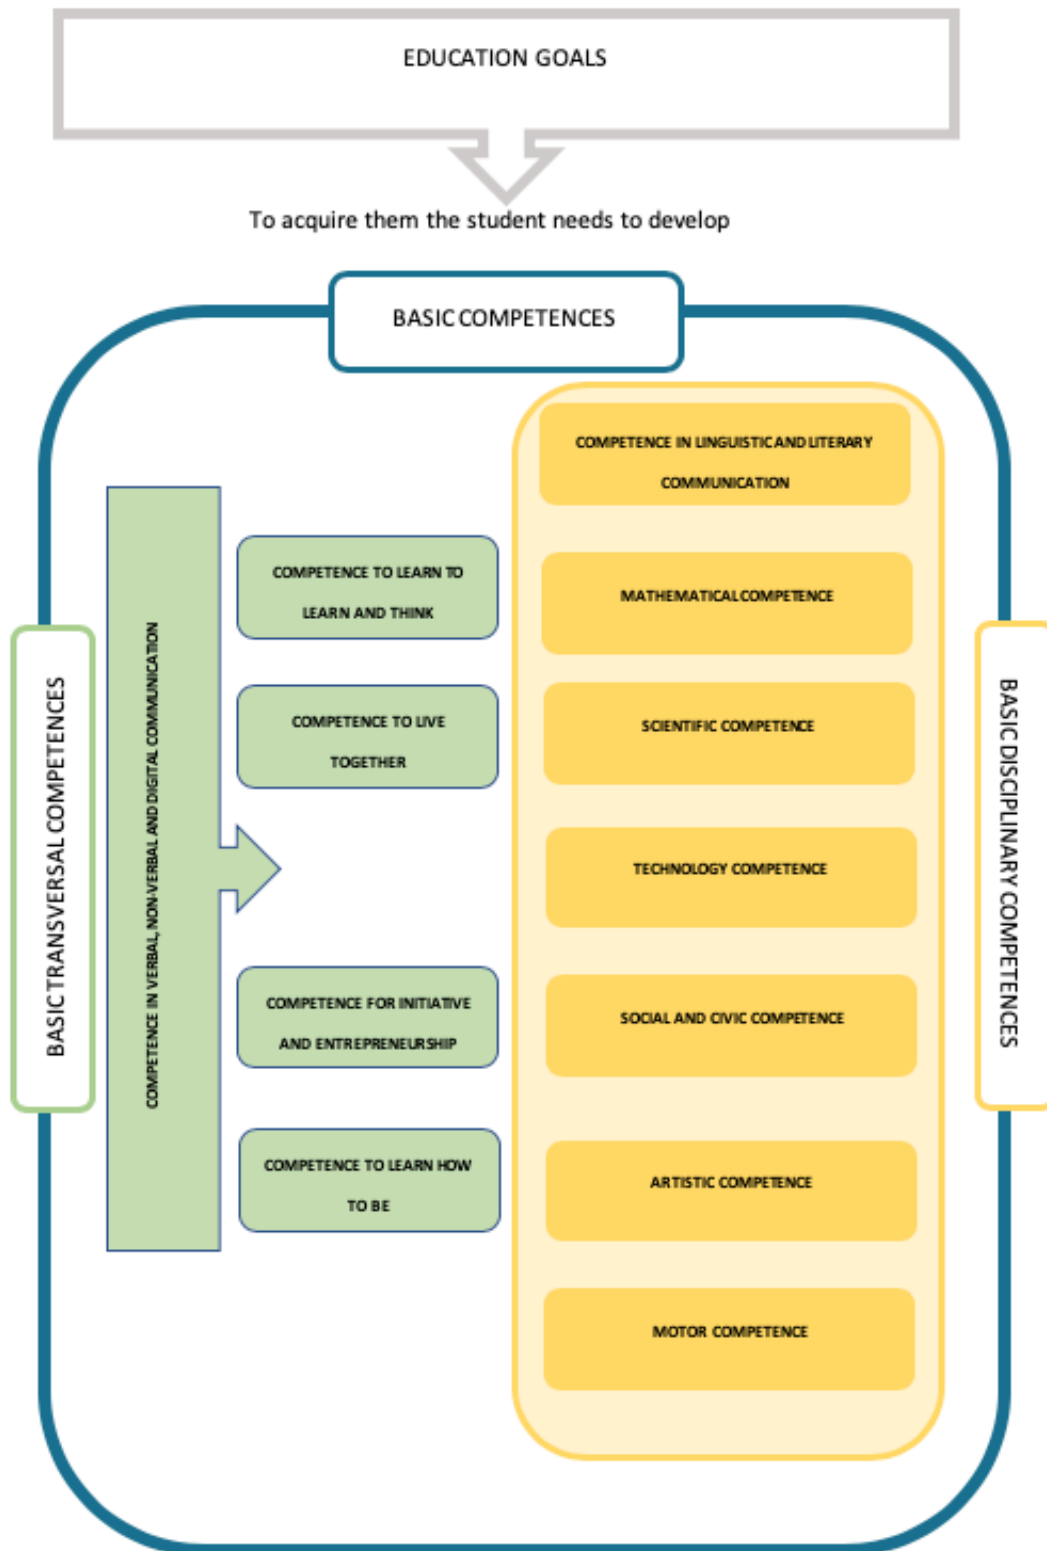 EDUCATION GOALS
To acquire them the student needs to develop
BASIC COMPETENCES
BASIC TRANSVERSAL COMPETENCES
COMPETENCE IN VERBAL, NON-VERBAL AND DIGITAL COMMUNICATION
COMPETENCE TO LEARN TO
LEARN AND THINK
COMPETENCE TO LIVE
TOGETHER
COMPETENCE FOR INITIATIVE
AND ENTREPRENEURSHIP
COMPETENCE TO LEARN HOW
TO BE
COMPETENCE IN LINGUISTIC AND LITERARY
COMMUNICATION
MATHEMATICAL COMPETENCE
SCIENTIFIC COMPETENCE
TECHNOLOGY COMPETENCE
SOCIAL AND CIVIC COMPETENCE
ARTISTIC COMPETENCE
MOTOR COMPETENCE
BASIC DISCIPLINARY COMPETENCES